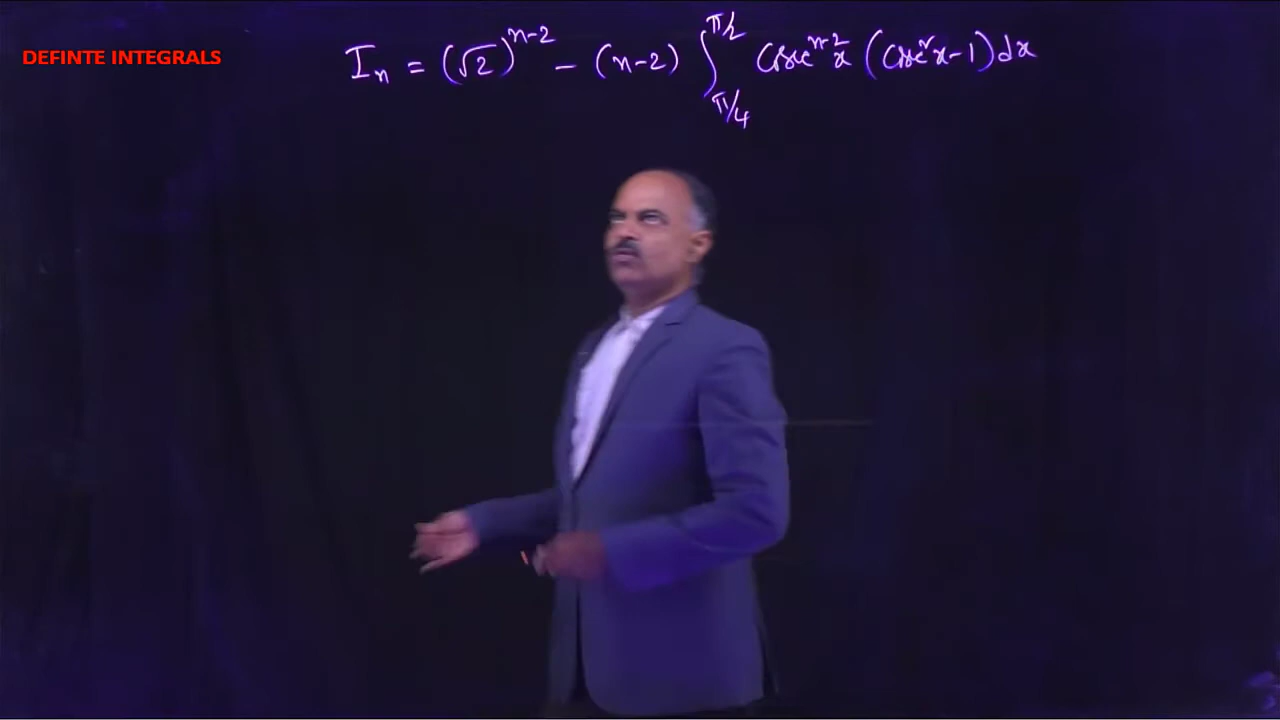 DEFINTE INTEGRALS
Iₙ = (√2)ⁿ⁻² − (n−2) ∫_{π/4}^{π/2} cosecⁿ⁻²x (cosec²x−1) dx